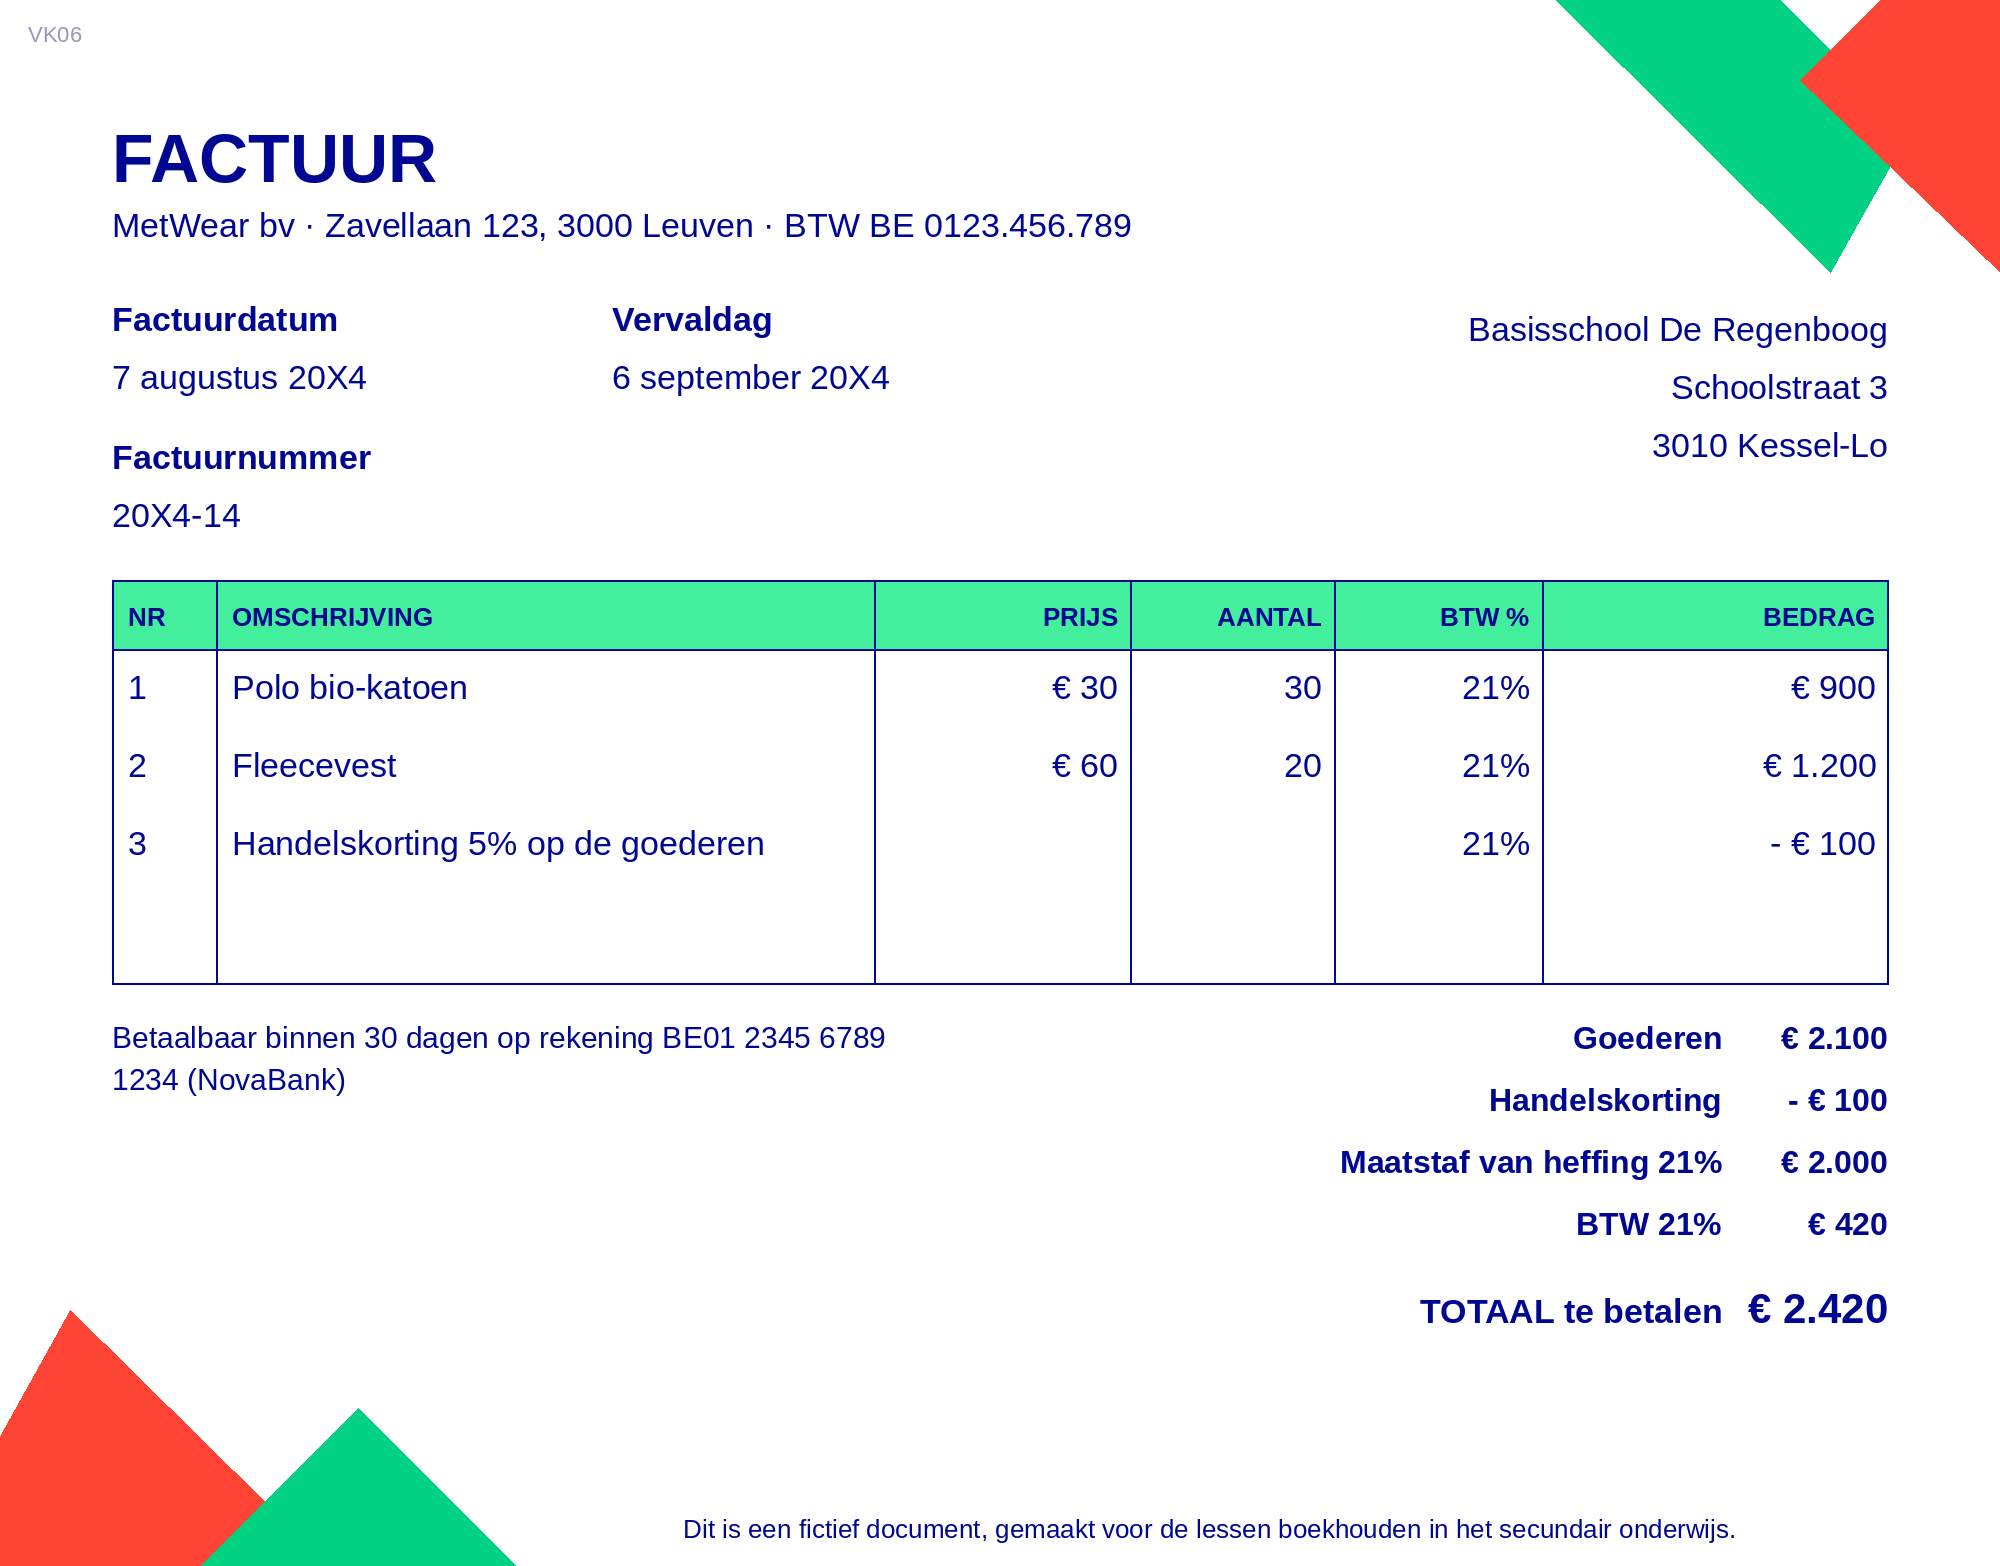 VK06
FACTUUR
MetWear bv · Zavellaan 123, 3000 Leuven · BTW BE 0123.456.789
Factuurdatum
7 augustus 20X4
Vervaldag
6 september 20X4
Factuurnummer
20X4-14
Basisschool De Regenboog
Schoolstraat 3
3010 Kessel-Lo
NR OMSCHRIJVING PRIJS AANTAL BTW % BEDRAG
1 Polo bio-katoen € 30 30 21% € 900
2 Fleecevest € 60 20 21% € 1.200
3 Handelskorting 5% op de goederen 21% - € 100
Betaalbaar binnen 30 dagen op rekening BE01 2345 6789
1234 (NovaBank)
Goederen € 2.100
Handelskorting - € 100
Maatstaf van heffing 21% € 2.000
BTW 21% € 420
TOTAAL te betalen € 2.420
Dit is een fictief document, gemaakt voor de lessen boekhouden in het secundair onderwijs.